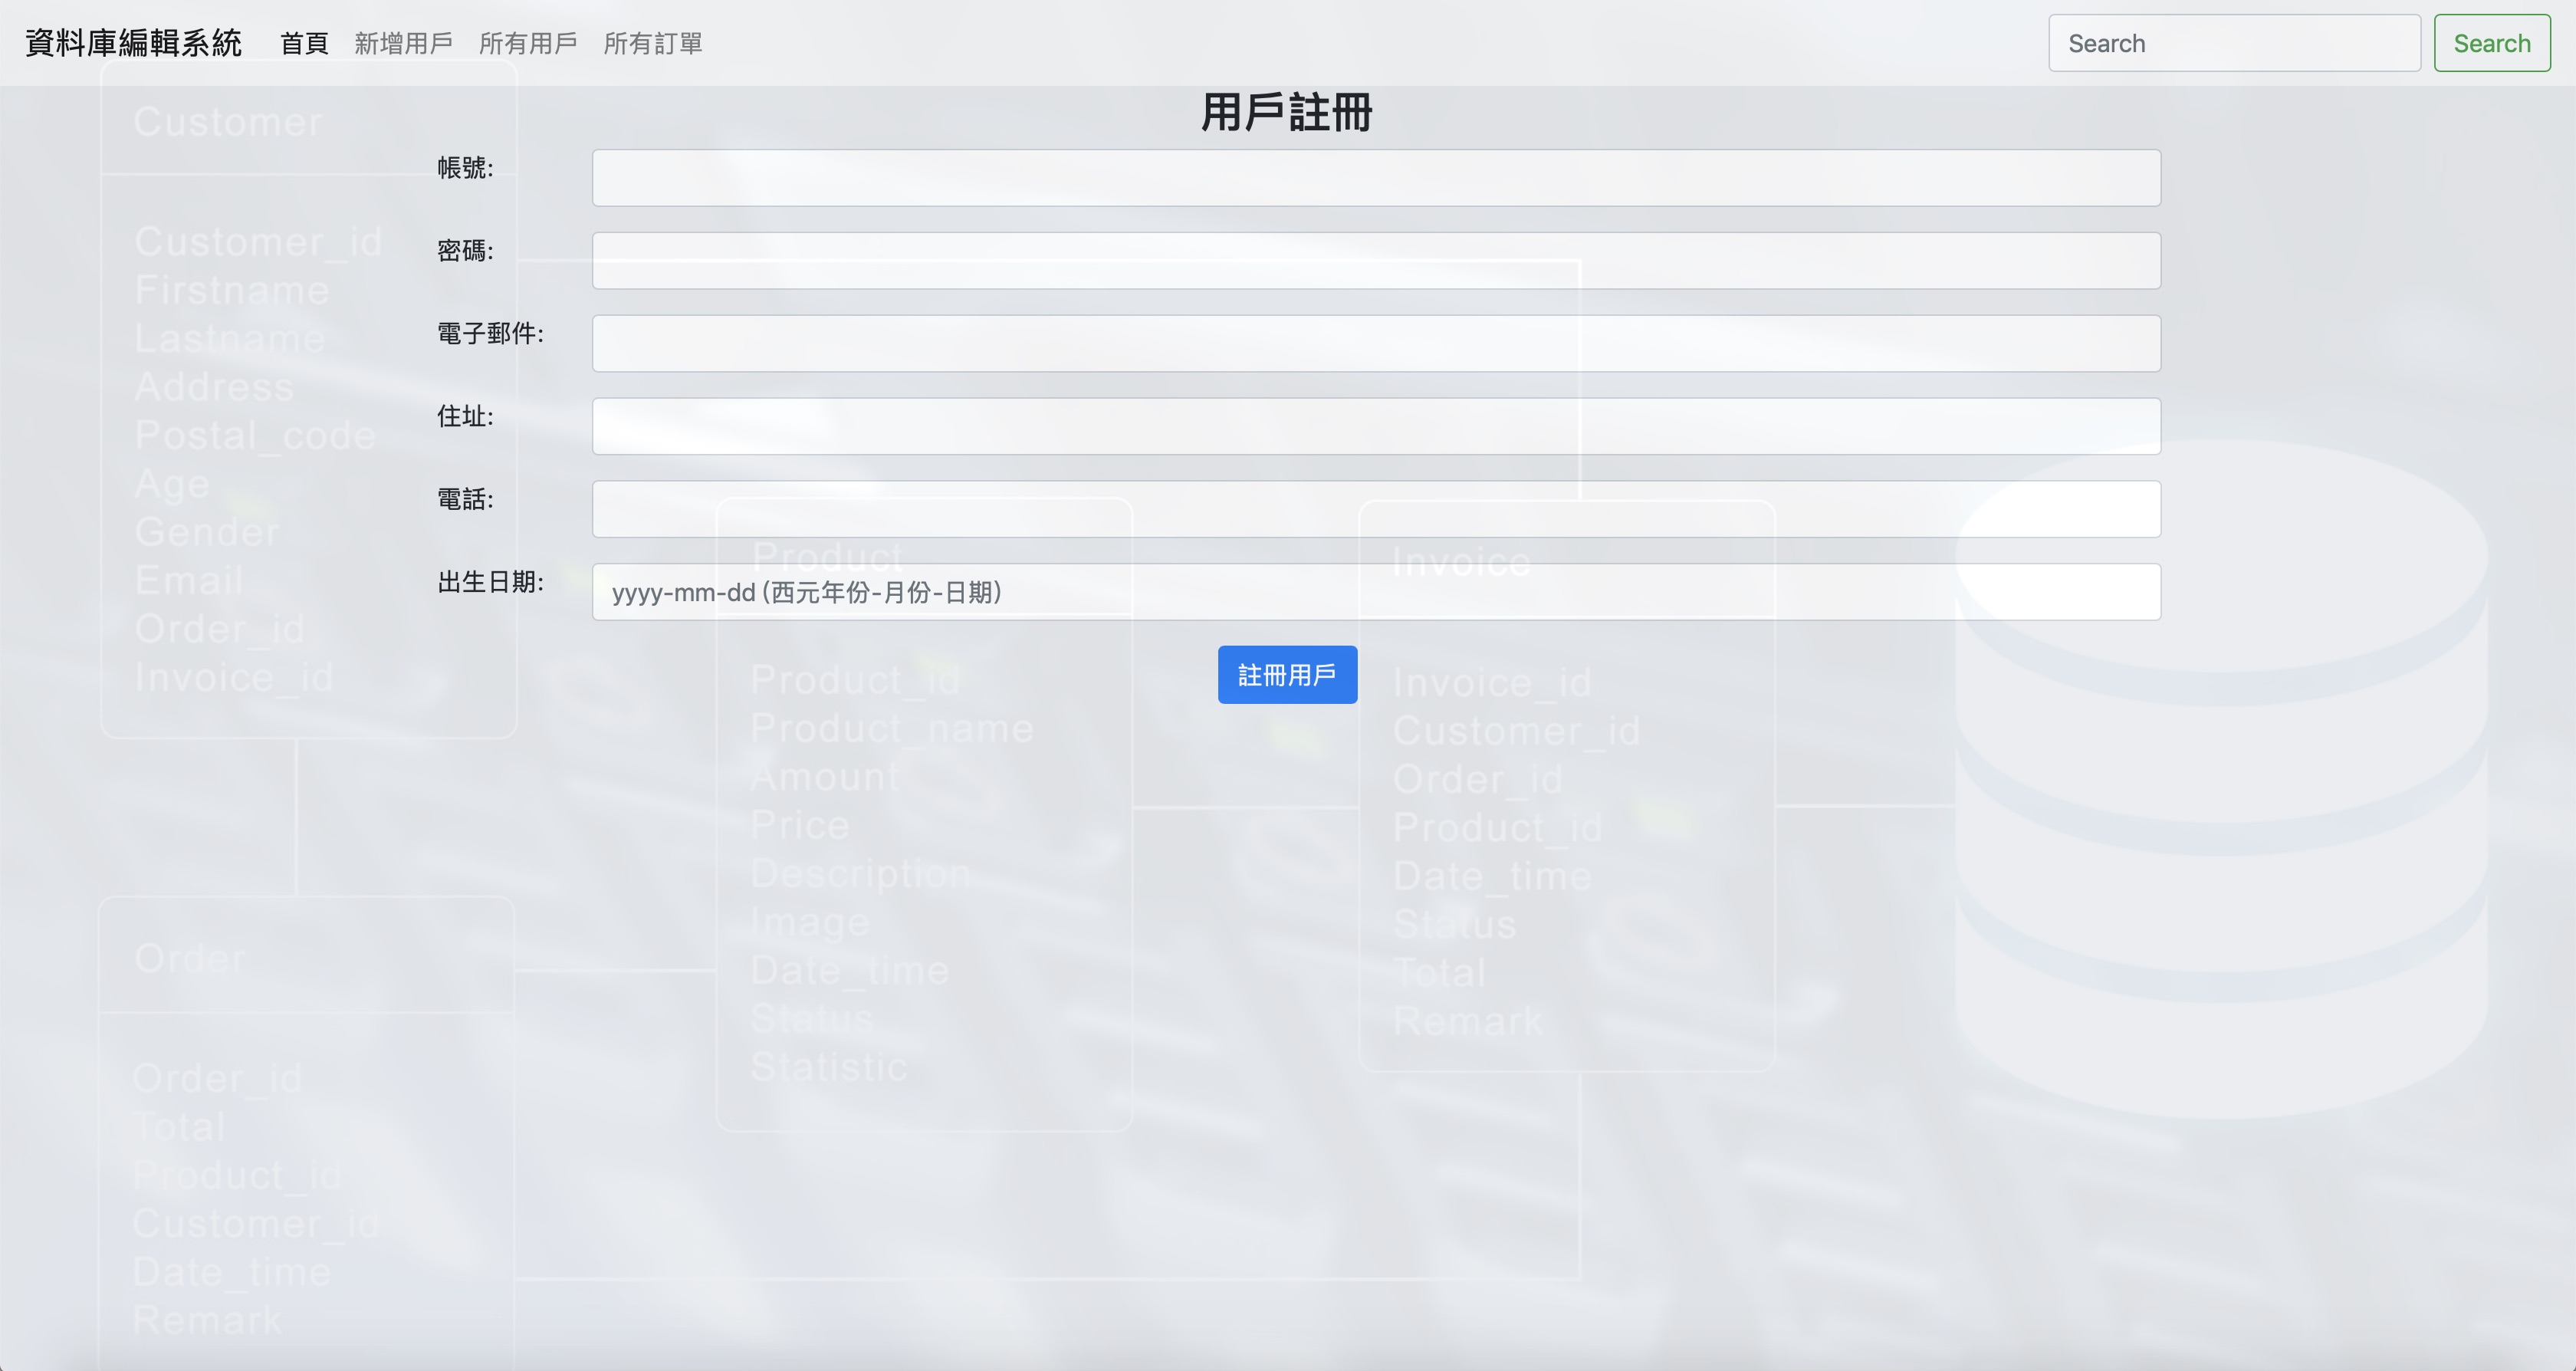 資料庫編輯系統 首頁 新增用戶 所有用戶 所有訂單 Search Search
用戶註冊
帳號:
密碼:
電子郵件:
住址:
電話:
出生日期: yyyy-mm-dd (西元年份-月份-日期)
註冊用戶
Customer
Customer_id
Firstname
Lastname
Address
Postal_code
Age
Gender
Email
Order_id
Invoice_id
Order
Order_id
Total
Product_id
Customer_id
Date_time
Remark
Product
Product_id
Product_name
Amount
Price
Description
Image
Date_time
Status
Statistic
Invoice
Invoice_id
Customer_id
Order_id
Product_id
Date_time
Status
Total
Remark